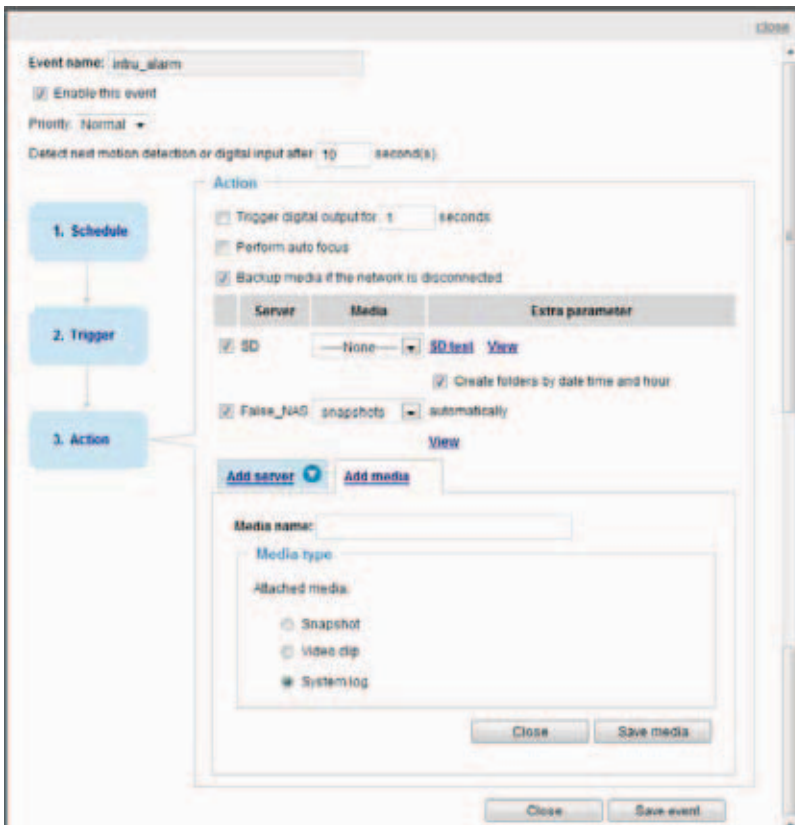 close
Event name: intru_alarm
Enable this event
Priority: Normal
Detect next motion detection or digital input after 10 second(s).
Action
1. Schedule
2. Trigger
3. Action
Trigger digital output for 1 seconds
Perform auto focus
Backup media if the network is disconnected
Server Media Extra parameter
SD ----None---- SD test View
Create folders by date time and hour
False_NAS snapshots automatically
View
Add server Add media
Media name:
Media type
Attached media:
Snapshot
Video clip
System log
Close Save media
Close Save event